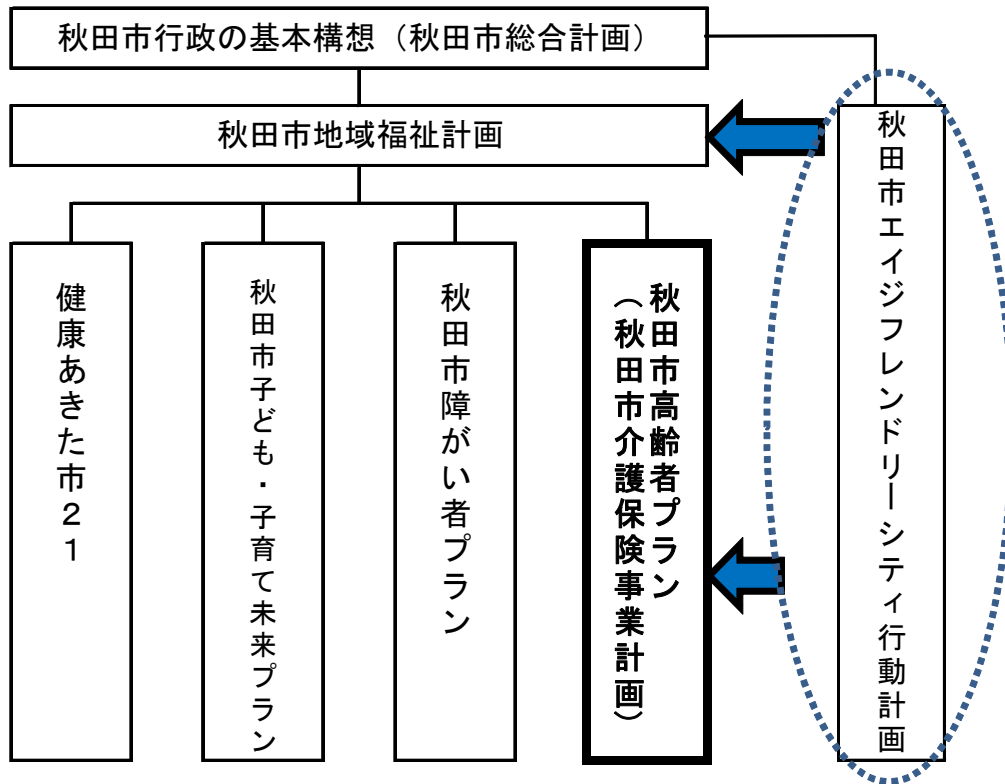 秋田市行政の基本構想（秋田市総合計画）
秋田市地域福祉計画
健康あきた市２１
秋田市子ども・子育て未来プラン
秋田市障がい者プラン
秋田市高齢者プラン
（秋田市介護保険事業計画）
秋田市エイジフレンドリーシティ行動計画